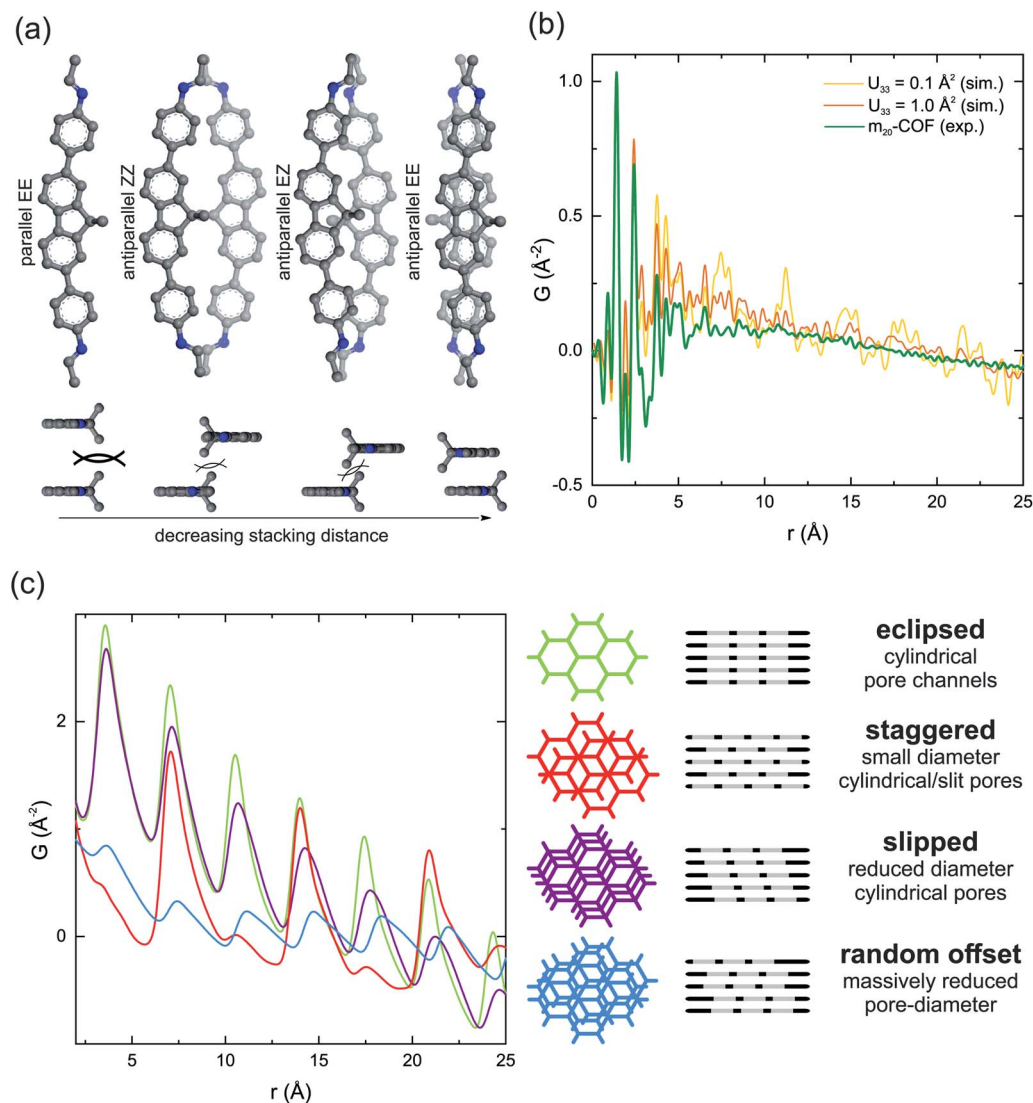 (a)
parallel EE
antiparallel ZZ
antiparallel EZ
antiparallel EE
decreasing stacking distance
(b)
1.0
0.5
0.0
-0.5
G (Å⁻²)
U₃₃ = 0.1 Å² (sim.)
U₃₃ = 1.0 Å² (sim.)
m₂₀-COF (exp.)
0 5 10 15 20 25
r (Å)
(c)
2
0
G (Å⁻²)
5 10 15 20 25
r (Å)
eclipsed
cylindrical
pore channels
staggered
small diameter
cylindrical/slit pores
slipped
reduced diameter
cylindrical pores
random offset
massively reduced
pore-diameter